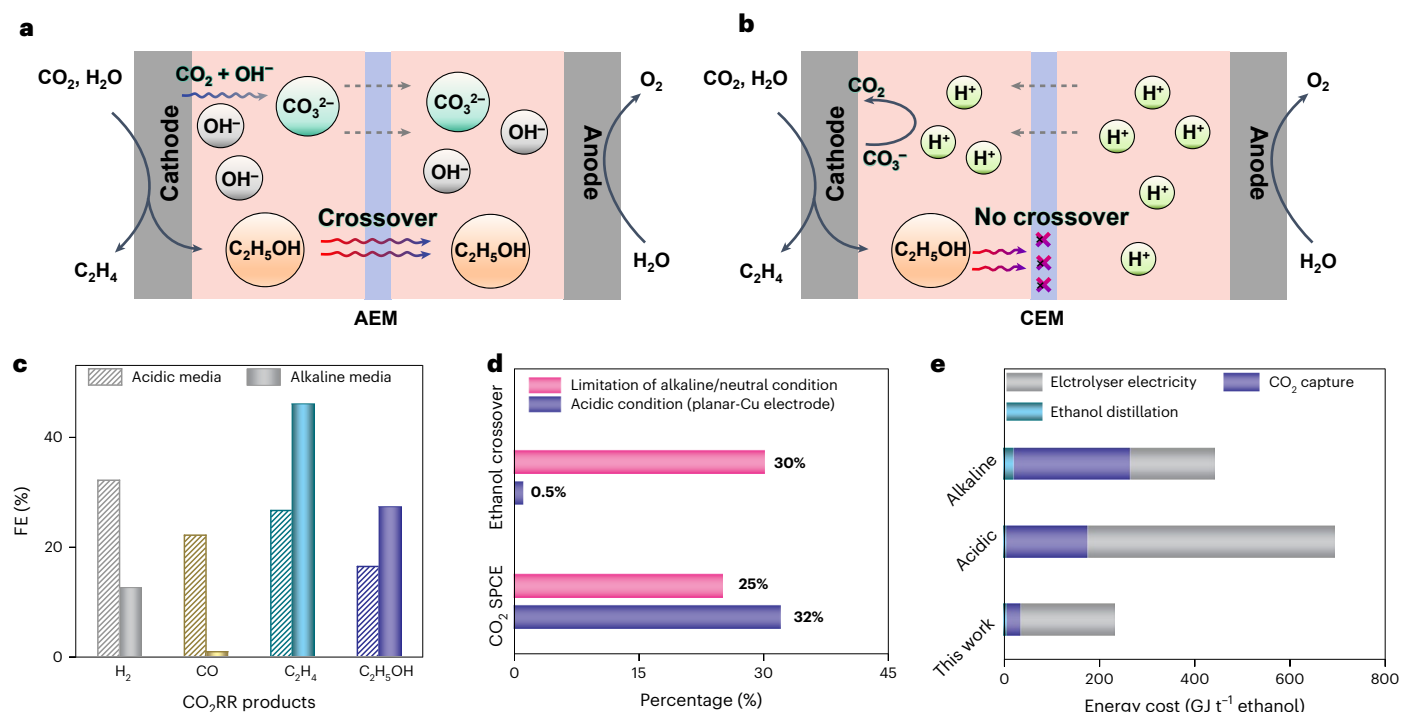 a
CO₂, H₂O
CO₂ + OH⁻
CO₃²⁻
CO₃²⁻
O₂
OH⁻
OH⁻
OH⁻
OH⁻
Cathode
Anode
Crossover
C₂H₅OH
C₂H₅OH
C₂H₄
H₂O
AEM
b
CO₂, H₂O
CO₂
H⁺
H⁺
O₂
H⁺
H⁺
H⁺
H⁺
CO₃⁻
H⁺
Cathode
Anode
No crossover
C₂H₅OH
H⁺
C₂H₄
H₂O
CEM
c
Acidic media
Alkaline media
FE (%)
40
20
0
H₂
CO
C₂H₄
C₂H₅OH
CO₂RR products
d
Limitation of alkaline/neutral condition
Acidic condition (planar-Cu electrode)
Ethanol crossover
30%
0.5%
CO₂ SPCE
25%
32%
0
15
30
45
Percentage (%)
e
Elctrolyser electricity
CO₂ capture
Ethanol distillation
Alkaline
Acidic
This work
0
200
400
600
800
Energy cost (GJ t⁻¹ ethanol)